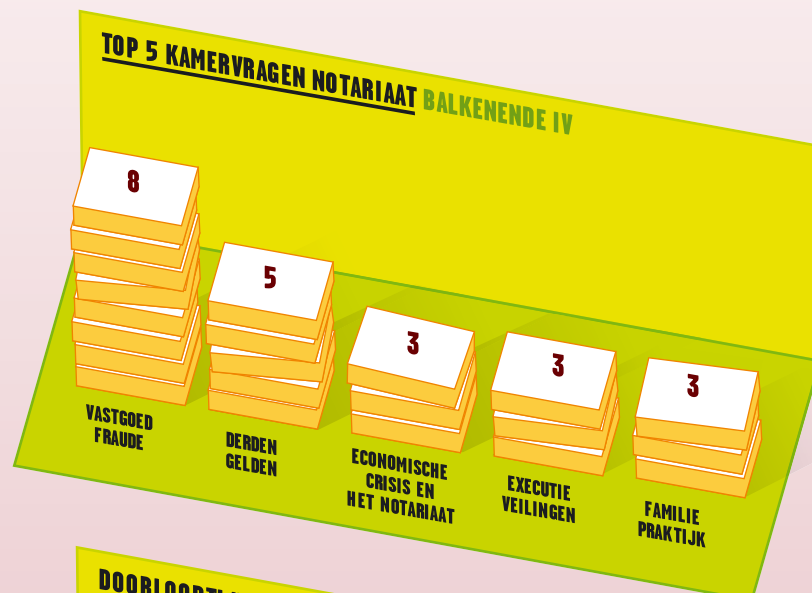 TOP 5 KAMERVRAGEN NOTARIAAT BALKENENDE IV
8
5
3
3
3
VASTGOED
FRAUDE
DERDEN
GELDEN
ECONOMISCHE
CRISIS EN
HET NOTARIAAT
EXECUTIE
VEILINGEN
FAMILIE
PRAKTIJK